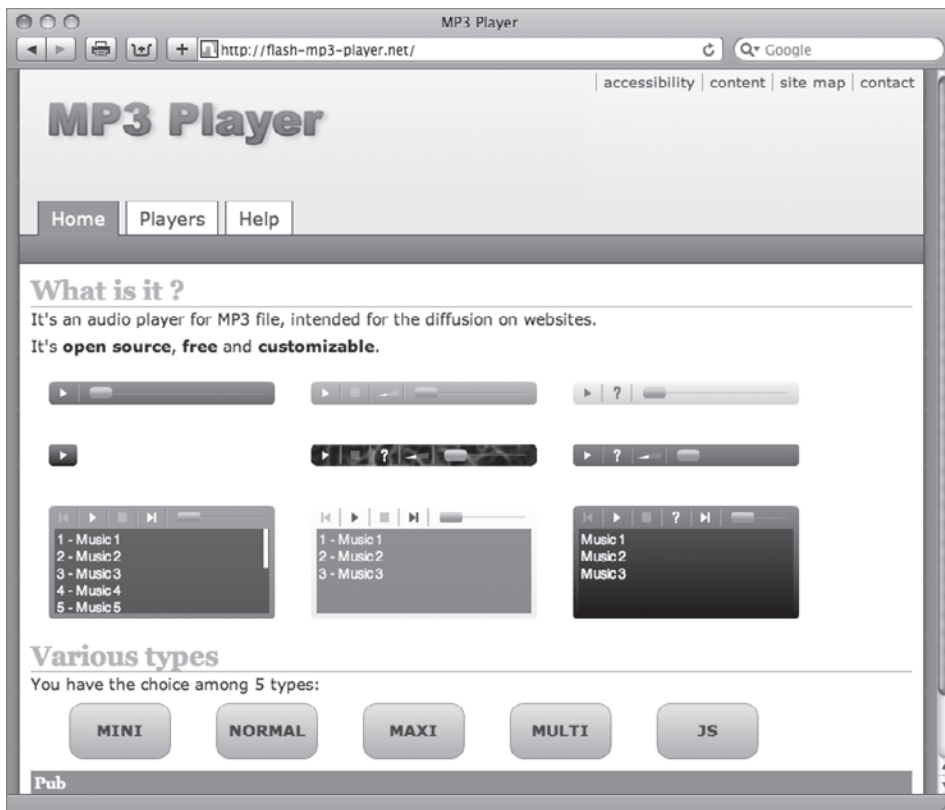 MP3 Player
http://flash-mp3-player.net/
Google
accessibility content site map contact
MP3 Player
Home Players Help
What is it ?
It's an audio player for MP3 file, intended for the diffusion on websites.
It's open source, free and customizable.
?
? ?
?
1 - Music 1
2 - Music 2
3 - Music 3
4 - Music 4
5 - Music 5
1 - Music 1
2 - Music 2
3 - Music 3
Music 1
Music 2
Music 3
Various types
You have the choice among 5 types:
MINI NORMAL MAXI MULTI JS
Pub